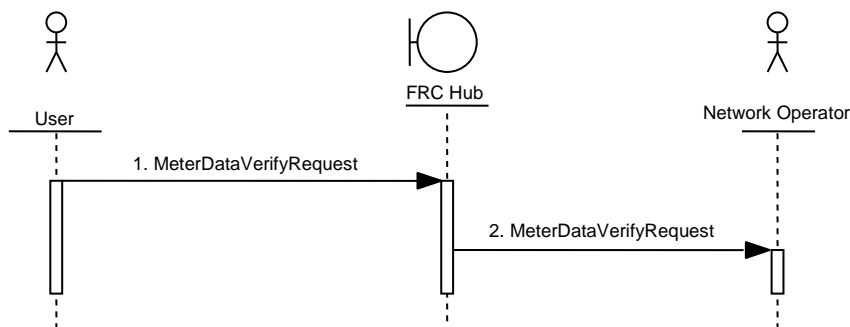 FRC Hub
User
Network Operator
1. MeterDataVerifyRequest
2. MeterDataVerifyRequest